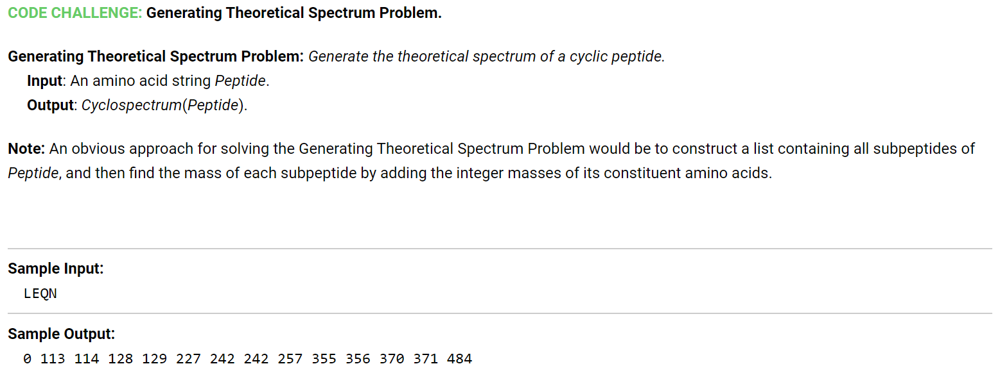 CODE CHALLENGE: Generating Theoretical Spectrum Problem.
Generating Theoretical Spectrum Problem: Generate the theoretical spectrum of a cyclic peptide.
Input: An amino acid string Peptide.
Output: Cyclospectrum(Peptide).
Note: An obvious approach for solving the Generating Theoretical Spectrum Problem would be to construct a list containing all subpeptides of
Peptide, and then find the mass of each subpeptide by adding the integer masses of its constituent amino acids.
Sample Input:
LEQN
Sample Output:
0 113 114 128 129 227 242 242 257 355 356 370 371 484